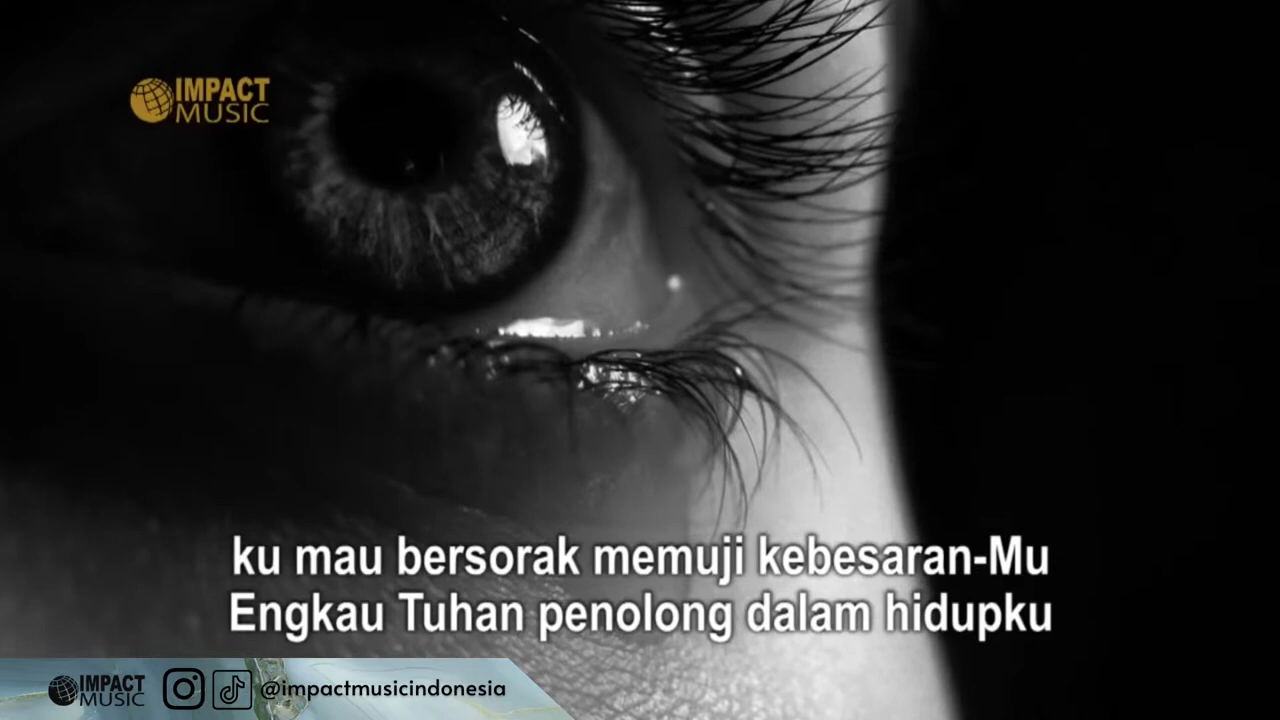 IMPACT
MUSIC
ku mau bersorak memuji kebesaran-Mu
Engkau Tuhan penolong dalam hidupku
IMPACT
MUSIC
@impactmusicindonesia